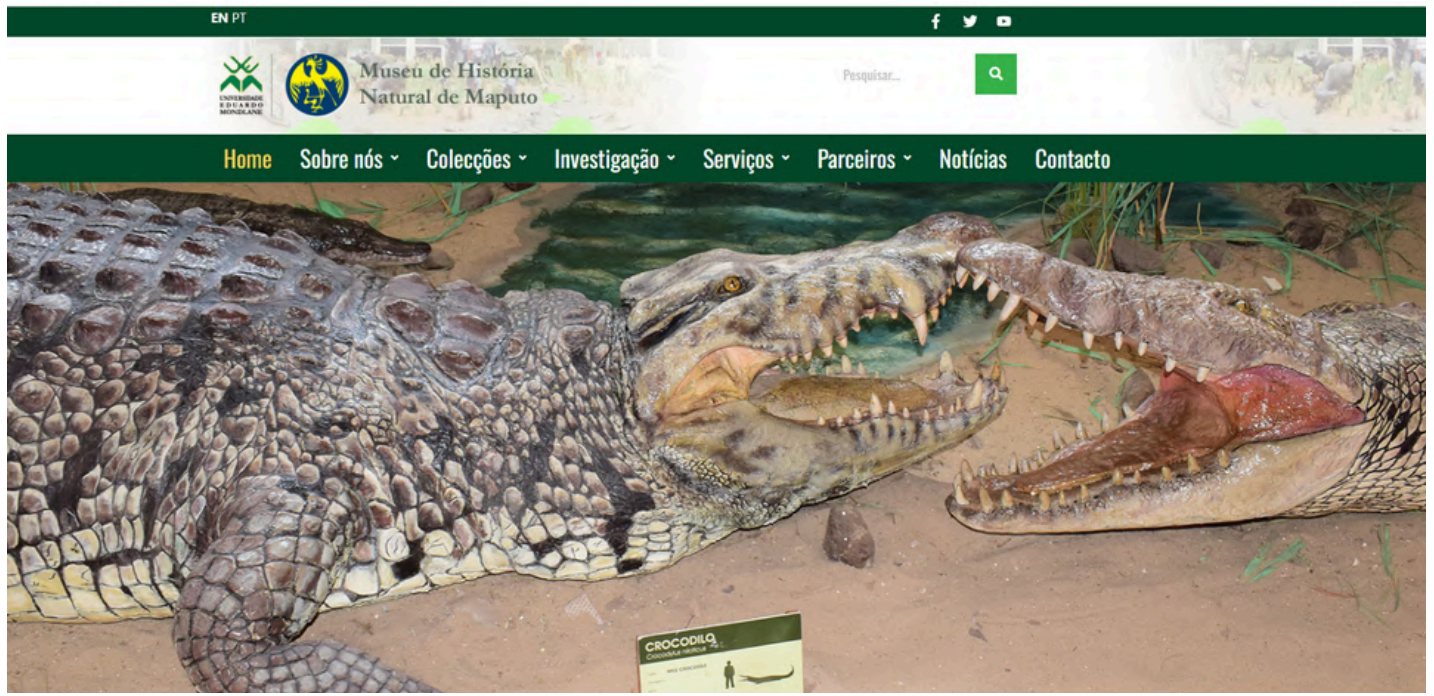 EN PT
UNIVERSIDADE
EDUARDO
MONDLANE
Museu de História
Natural de Maputo
Pesquisar...
Home Sobre nós Colecções Investigação Serviços Parceiros Notícias Contacto
CROCODILO
Crocodylus niloticus